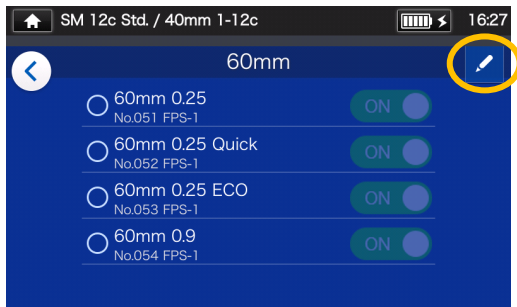 SM 12c Std. / 40mm 1-12c 16:27
60mm
60mm 0.25
No.051 FPS-1 ON
60mm 0.25 Quick
No.052 FPS-1 ON
60mm 0.25 ECO
No.053 FPS-1 ON
60mm 0.9
No.054 FPS-1 ON